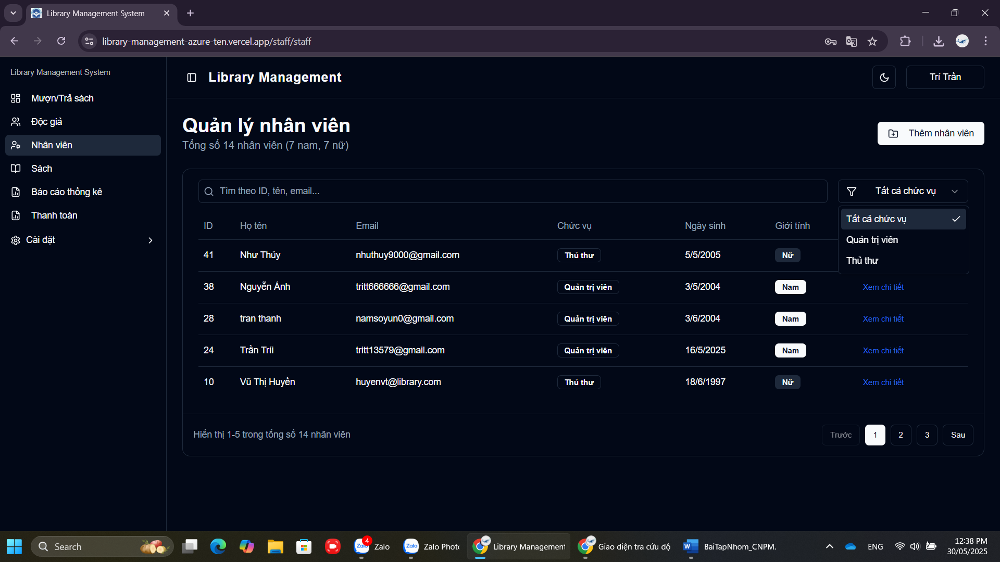 Library Management System
library-management-azure-ten.vercel.app/staff/staff
Library Management System
Mượn/Trả sách
Độc giả
Nhân viên
Sách
Báo cáo thống kê
Thanh toán
Cài đặt
Library Management
Trí Trần
Quản lý nhân viên
Tổng số 14 nhân viên (7 nam, 7 nữ)
Thêm nhân viên
Tìm theo ID, tên, email...
Tất cả chức vụ
Tất cả chức vụ
Quản trị viên
Thủ thư
ID Họ tên Email Chức vụ Ngày sinh Giới tính
41 Như Thủy nhuthuy9000@gmail.com Thủ thư 5/5/2005 Nữ
38 Nguyễn Ánh tritt666666@gmail.com Quản trị viên 3/5/2004 Nam Xem chi tiết
28 tran thanh namsoyun0@gmail.com Quản trị viên 3/6/2004 Nam Xem chi tiết
24 Trần Tríi tritt13579@gmail.com Quản trị viên 16/5/2025 Nam Xem chi tiết
10 Vũ Thị Huyền huyenvt@library.com Thủ thư 18/6/1997 Nữ Xem chi tiết
Hiển thị 1-5 trong tổng số 14 nhân viên
Trước 1 2 3 Sau
Search
Zalo 4 Zalo
Zalo Zalo Phot
Library Management
Giao diện tra cứu độ
BaiTapNhom_CNPM.
ENG
12:38 PM
30/05/2025